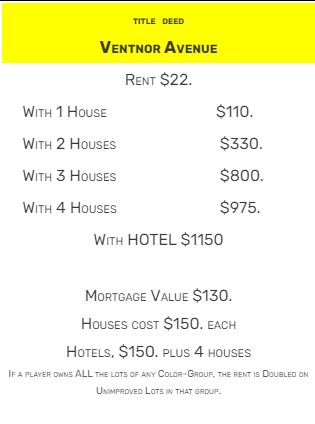 TITLE DEED
VENTNOR AVENUE
RENT $22.
WITH 1 HOUSE $110.
WITH 2 HOUSES $330.
WITH 3 HOUSES $800.
WITH 4 HOUSES $975.
WITH HOTEL $1150
MORTGAGE VALUE $130.
HOUSES COST $150. EACH
HOTELS, $150. PLUS 4 HOUSES
IF A PLAYER OWNS ALL THE LOTS OF ANY COLOR-GROUP, THE RENT IS DOUBLED ON
UNIMPROVED LOTS IN THAT GROUP.